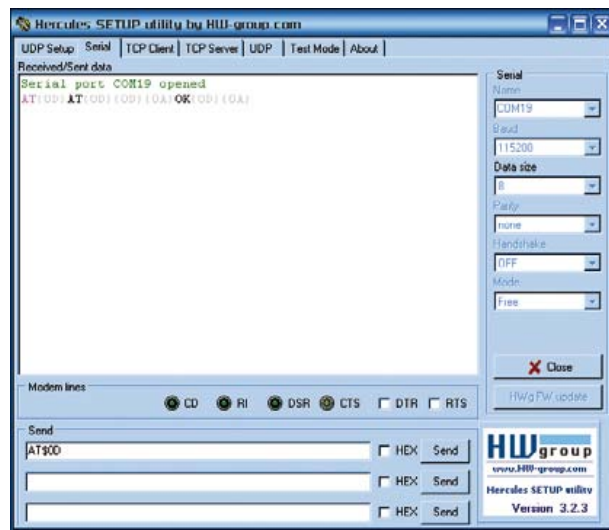 Hercules SETUP utility by HW-group.com
UDP Setup Serial TCP Client TCP Server UDP Test Mode About
Received/Sent data
Serial port COM19 opened
AT{0D}AT{0D}{0D}{0A}OK{0D}{0A}
Serial
Name
COM19
Baud
115200
Data size
8
Parity
none
Handshake
OFF
Mode
Free
Close
HWg FW update
Modem lines
CD RI DSR CTS DTR RTS
Send
AT$0D HEX Send
HEX Send
HEX Send
HWgroup
www.HW-group.com
Hercules SETUP utility
Version 3.2.3